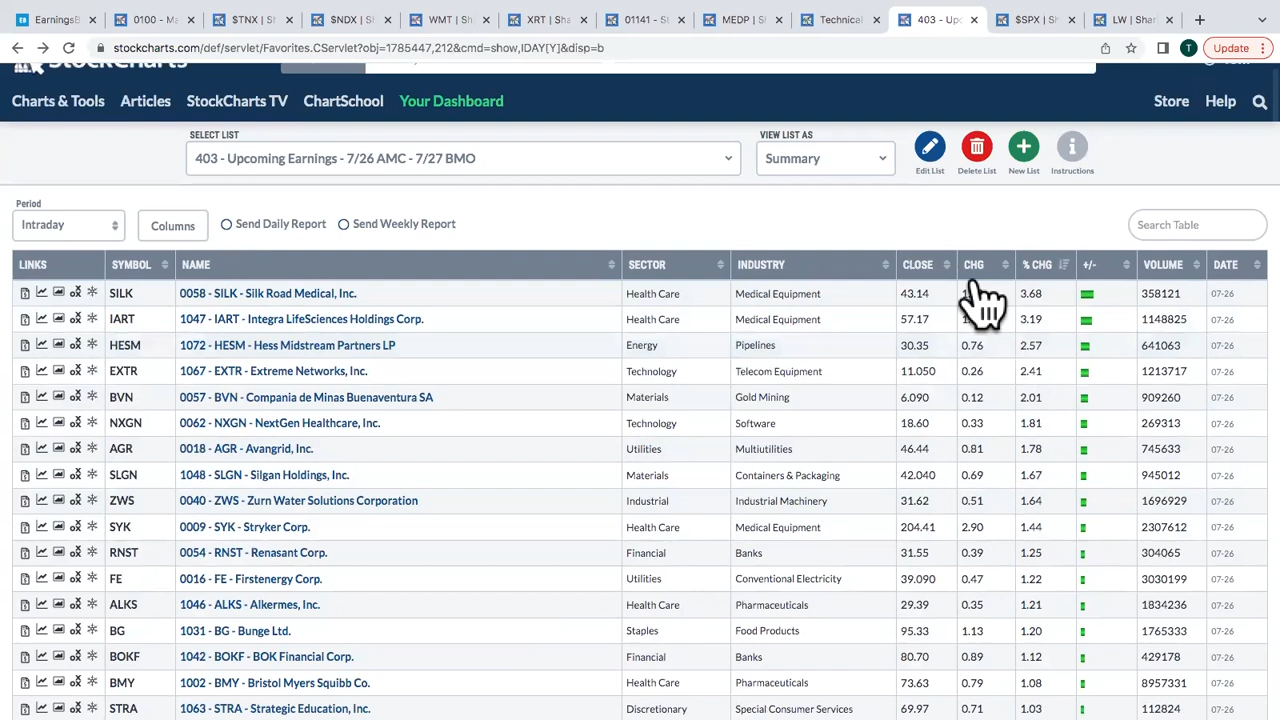 EarningsB
0100 - Ma
$TNX | Sh
$NDX | Sh
WMT | Sh
XRT | Sha
01141 - St
MEDP | Sh
Technical
403 - Upc
$SPX | Sh
LW | Shar
stockcharts.com/def/servlet/Favorites.CServlet?obj=1785447,212&cmd=show,IDAY[Y]&disp=b
T
Update
StockCharts
Charts & Tools Articles StockCharts TV ChartSchool Your Dashboard Store Help
SELECT LIST VIEW LIST AS
403 - Upcoming Earnings - 7/26 AMC - 7/27 BMO Summary
Edit List Delete List New List Instructions
Period
Intraday Columns Send Daily Report Send Weekly Report Search Table
LINKS SYMBOL NAME SECTOR INDUSTRY CLOSE CHG % CHG +/- VOLUME DATE
SILK 0058 - SILK - Silk Road Medical, Inc. Health Care Medical Equipment 43.14 3.68 358121 07-26
IART 1047 - IART - Integra LifeSciences Holdings Corp. Health Care Medical Equipment 57.17 3.19 1148825 07-26
HESM 1072 - HESM - Hess Midstream Partners LP Energy Pipelines 30.35 0.76 2.57 641063 07-26
EXTR 1067 - EXTR - Extreme Networks, Inc. Technology Telecom Equipment 11.050 0.26 2.41 1213717 07-26
BVN 0057 - BVN - Compania de Minas Buenaventura SA Materials Gold Mining 6.090 0.12 2.01 909260 07-26
NXGN 0062 - NXGN - NextGen Healthcare, Inc. Technology Software 18.60 0.33 1.81 269313 07-26
AGR 0018 - AGR - Avangrid, Inc. Utilities Multiutilities 46.44 0.81 1.78 745633 07-26
SLGN 1048 - SLGN - Silgan Holdings, Inc. Materials Containers & Packaging 42.040 0.69 1.67 945012 07-26
ZWS 0040 - ZWS - Zurn Water Solutions Corporation Industrial Industrial Machinery 31.62 0.51 1.64 1696929 07-26
SYK 0009 - SYK - Stryker Corp. Health Care Medical Equipment 204.41 2.90 1.44 2307612 07-26
RNST 0054 - RNST - Renasant Corp. Financial Banks 31.55 0.39 1.25 304065 07-26
FE 0016 - FE - Firstenergy Corp. Utilities Conventional Electricity 39.090 0.47 1.22 3030199 07-26
ALKS 1046 - ALKS - Alkermes, Inc. Health Care Pharmaceuticals 29.39 0.35 1.21 1834236 07-26
BG 1031 - BG - Bunge Ltd. Staples Food Products 95.33 1.13 1.20 1765333 07-26
BOKF 1042 - BOKF - BOK Financial Corp. Financial Banks 80.70 0.89 1.12 429178 07-26
BMY 1002 - BMY - Bristol Myers Squibb Co. Health Care Pharmaceuticals 73.63 0.79 1.08 8957331 07-26
STRA 1063 - STRA - Strategic Education, Inc. Discretionary Special Consumer Services 69.97 0.71 1.03 112824 07-26